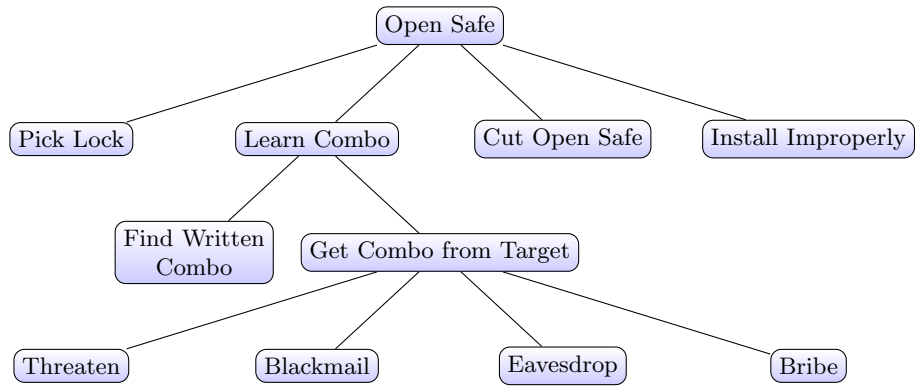 Open Safe
Pick Lock
Learn Combo
Cut Open Safe
Install Improperly
Find Written
Combo
Get Combo from Target
Threaten
Blackmail
Eavesdrop
Bribe